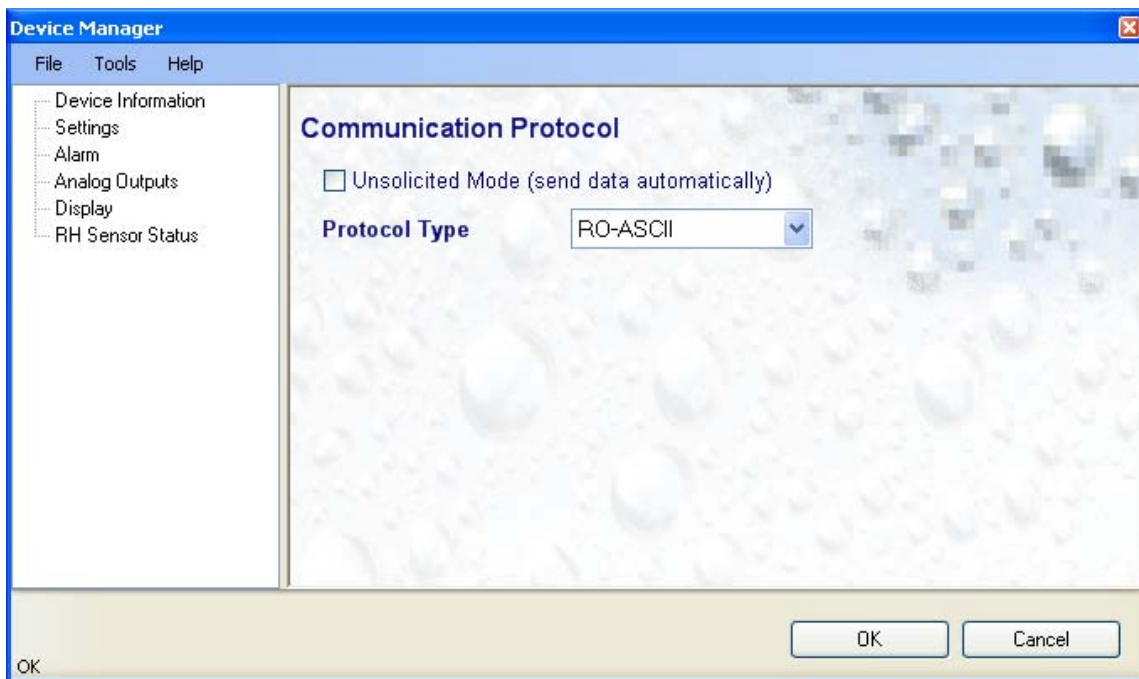 Device Manager
File Tools Help
Device Information
Settings
Alarm
Analog Outputs
Display
RH Sensor Status
Communication Protocol
Unsolicited Mode (send data automatically)
Protocol Type RO-ASCII
OK Cancel
OK